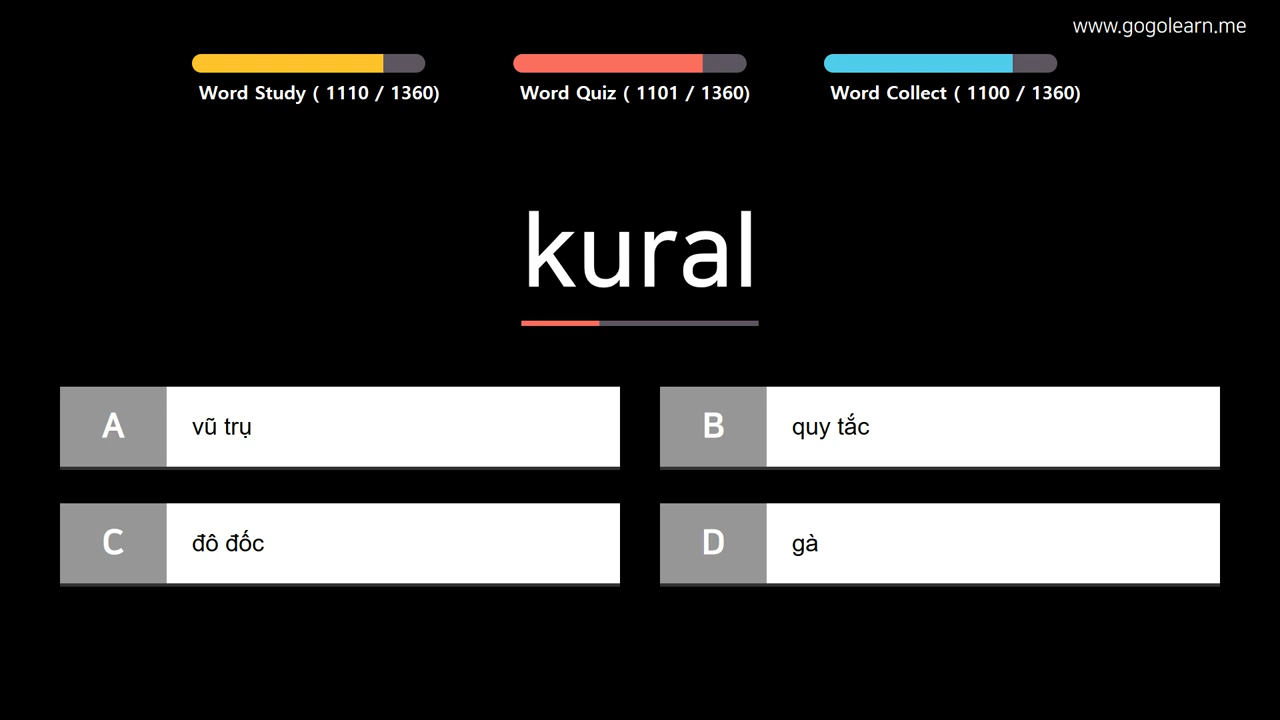 www.gogolearn.me
Word Study ( 1110 / 1360)
Word Quiz ( 1101 / 1360)
Word Collect ( 1100 / 1360)
kural
A vũ trụ
B quy tắc
C đô đốc
D gà